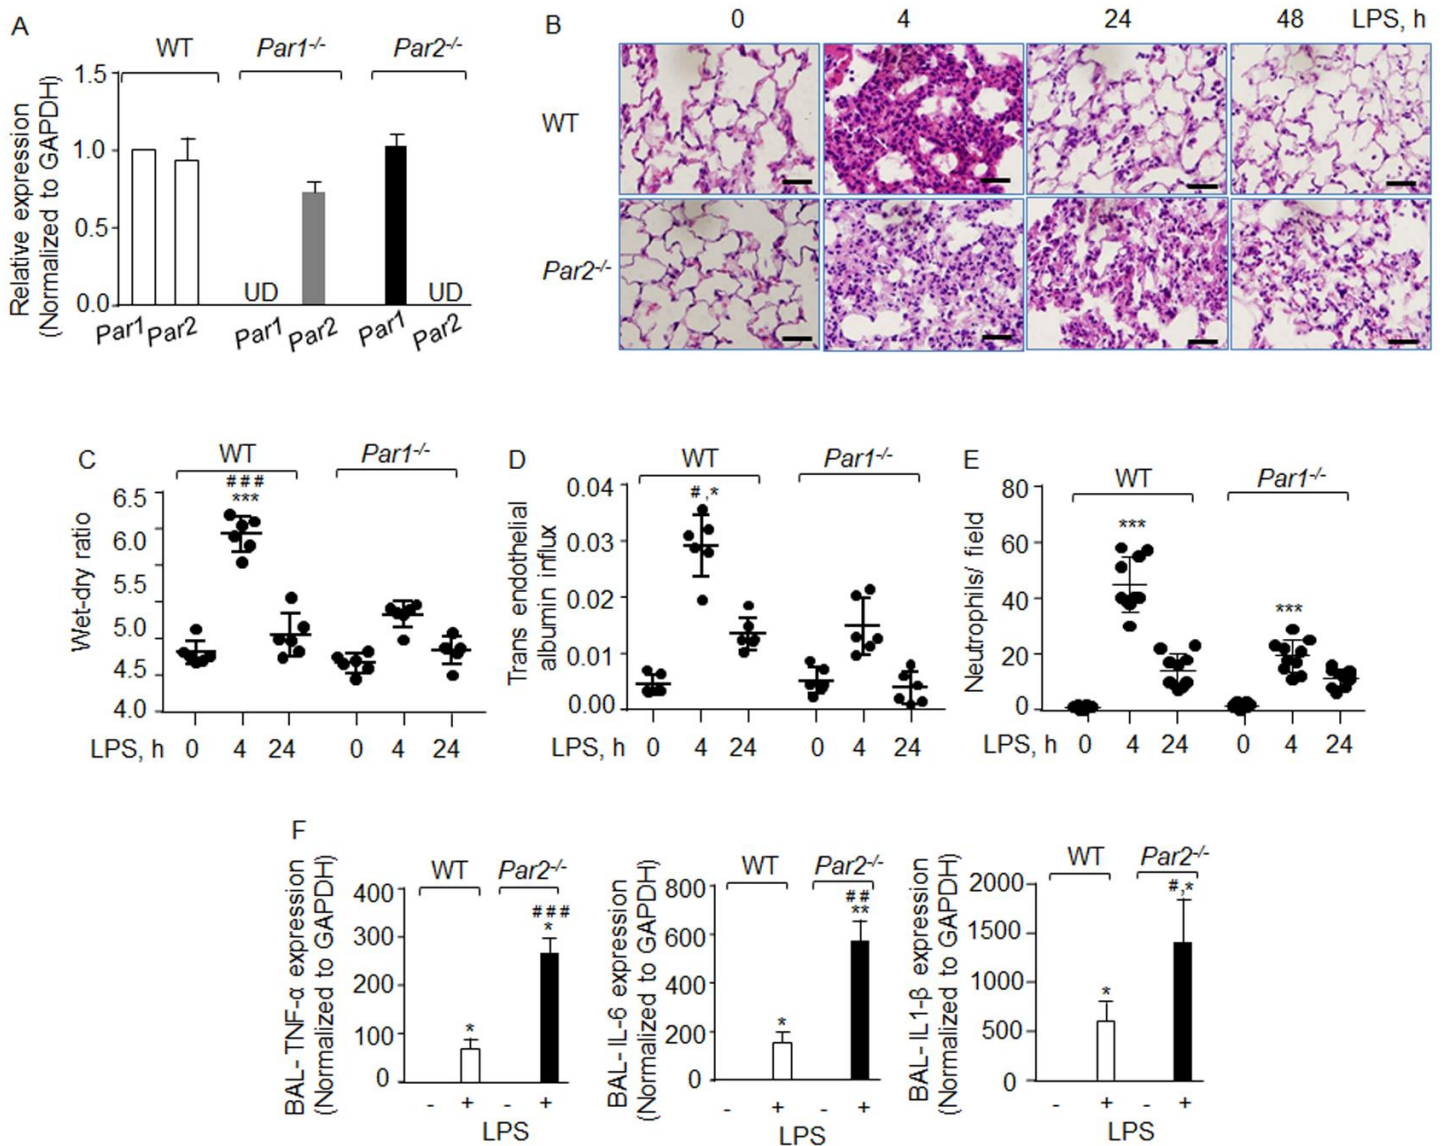 A
WT Par1-/- Par2-/-
Relative expression
(Normalized to GAPDH)
1.5
1.0
0.5
0.0
UD UD
Par1 Par2 Par1 Par2 Par1 Par2
B
0 4 24 48 LPS, h
WT
Par2-/-
C
WT Par1-/-
###
***
Wet-dry ratio
6.5
6.0
5.5
5.0
4.5
4.0
LPS, h 0 4 24 0 4 24
D
WT Par1-/-
#,*
Trans endothelial
albumin influx
0.04
0.03
0.02
0.01
0.00
LPS, h 0 4 24 0 4 24
E
WT Par1-/-
***
***
Neutrophils/ field
80
60
40
20
0
LPS, h 0 4 24 0 4 24
F
WT Par2-/-
BAL- TNF-α expression
(Normalized to GAPDH)
400
300
200
100
0
###
*
*
- + - +
LPS
WT Par2-/-
BAL- IL-6 expression
(Normalized to GAPDH)
800
600
400
200
0
##
**
*
- + - +
LPS
WT Par2-/-
BAL- IL1-β expression
(Normalized to GAPDH)
2000
1500
1000
500
0
#,*
*
- + - +
LPS